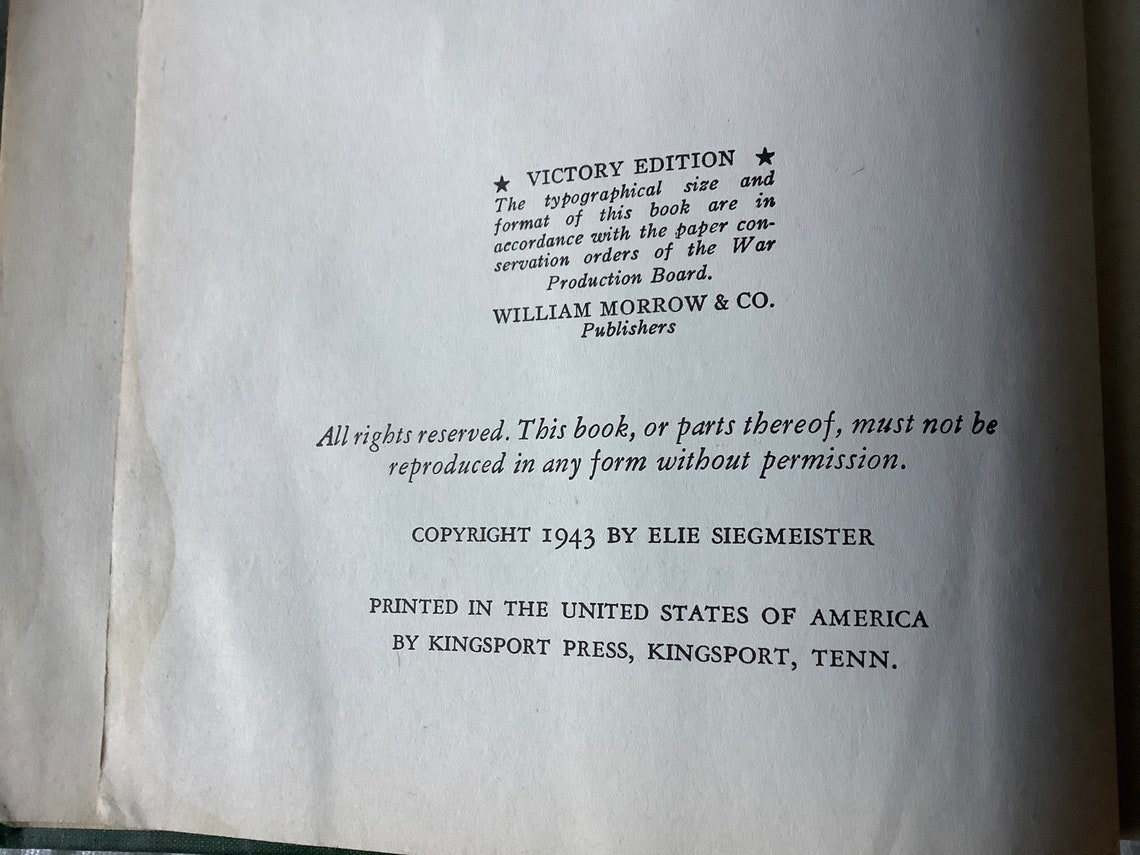 ★ VICTORY EDITION ★
The typographical size and
format of this book are in
accordance with the paper con-
servation orders of the War
Production Board.
WILLIAM MORROW & CO.
Publishers
All rights reserved. This book, or parts thereof, must not be
reproduced in any form without permission.
COPYRIGHT 1943 BY ELIE SIEGMEISTER
PRINTED IN THE UNITED STATES OF AMERICA
BY KINGSPORT PRESS, KINGSPORT, TENN.